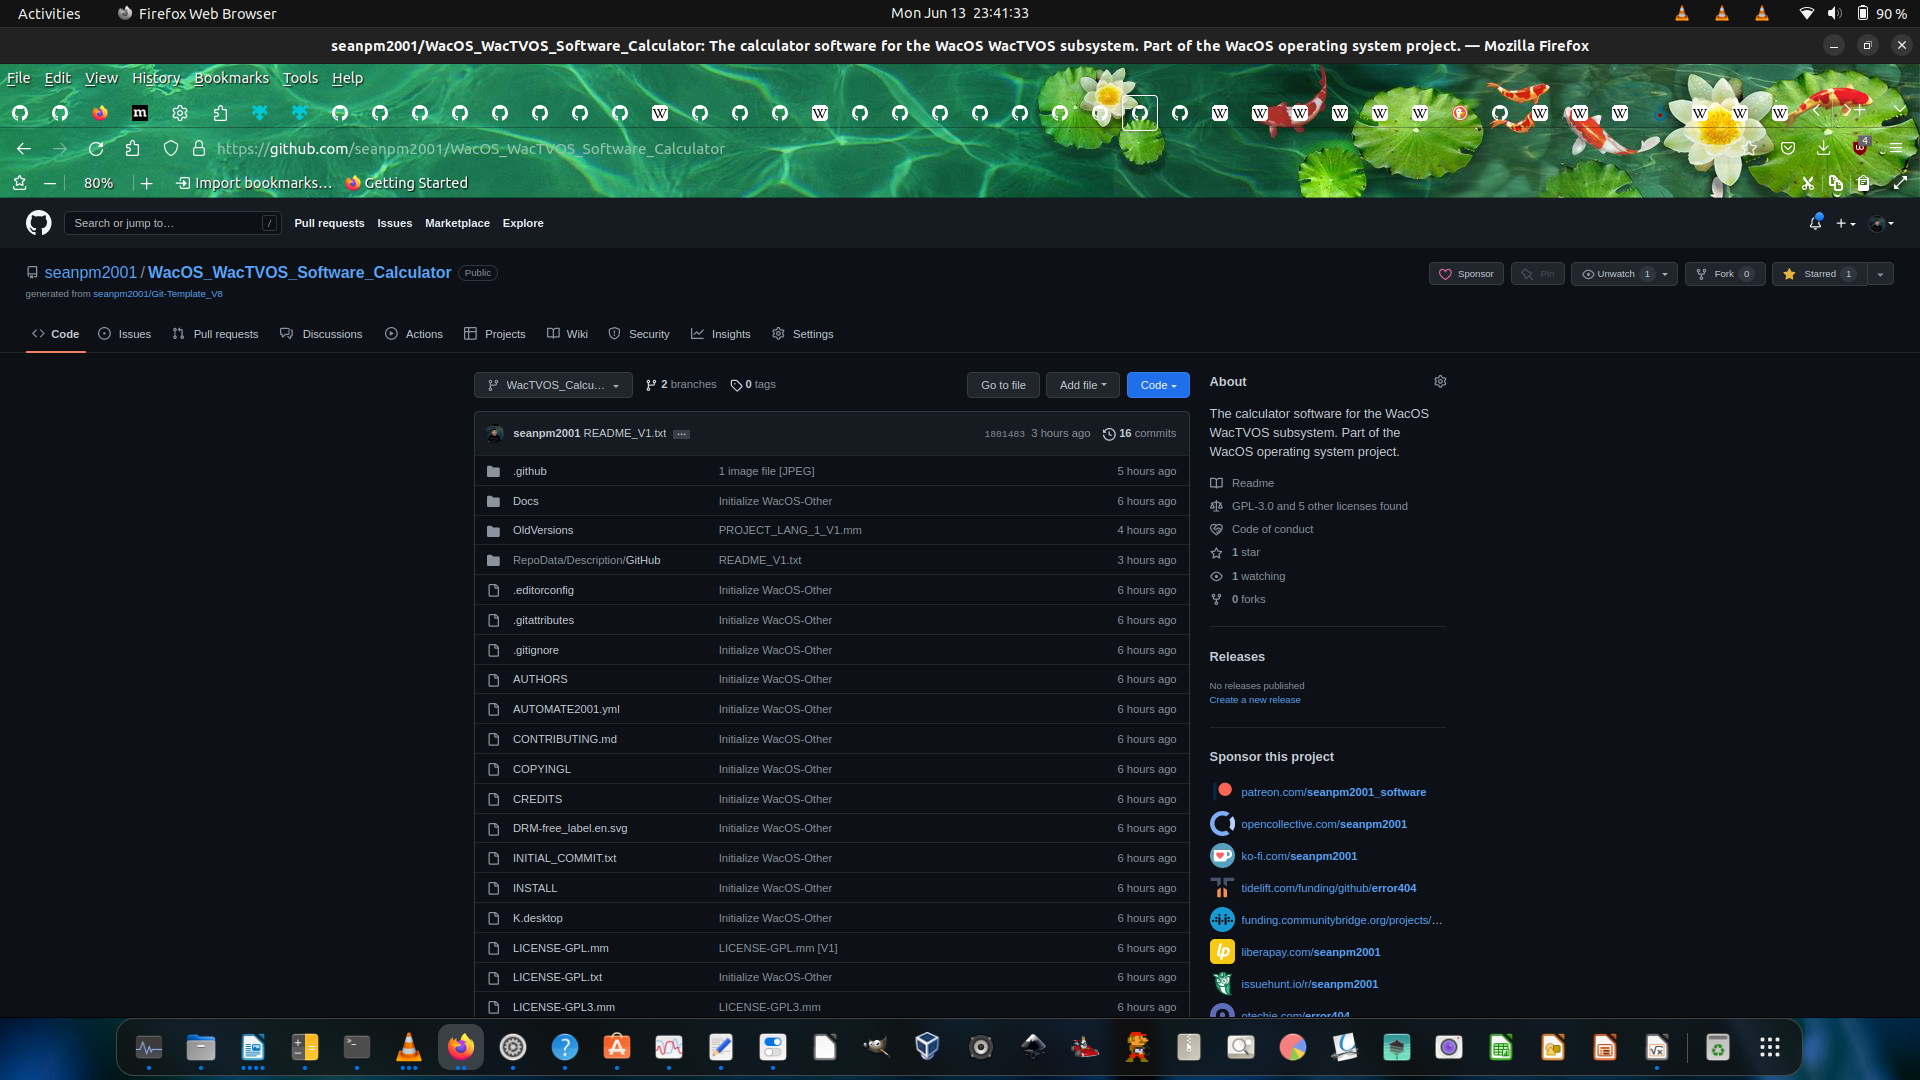 Activities
Firefox Web Browser
Mon Jun 13 23:41:33
90 %
seanpm2001/WacOS_WacTVOS_Software_Calculator: The calculator software for the WacOS WacTVOS subsystem. Part of the WacOS operating system project. — Mozilla Firefox
File Edit View History Bookmarks Tools Help
https://github.com/seanpm2001/WacOS_WacTVOS_Software_Calculator
4
80%
Import bookmarks…
Getting Started
Search or jump to…
/
Pull requests Issues Marketplace Explore
seanpm2001 / WacOS_WacTVOS_Software_Calculator Public
Sponsor
Pin
Unwatch 1
Fork 0
Starred 1
generated from seanpm2001/Git-Template_V8
Code Issues Pull requests Discussions Actions Projects Wiki Security Insights Settings
WacTVOS_Calcu…
2 branches
0 tags
Go to file
Add file
Code
seanpm2001 README_V1.txt …
1801483 3 hours ago
16 commits
.github 1 image file [JPEG] 5 hours ago
Docs Initialize WacOS-Other 6 hours ago
OldVersions PROJECT_LANG_1_V1.mm 4 hours ago
RepoData/Description/GitHub README_V1.txt 3 hours ago
.editorconfig Initialize WacOS-Other 6 hours ago
.gitattributes Initialize WacOS-Other 6 hours ago
.gitignore Initialize WacOS-Other 6 hours ago
AUTHORS Initialize WacOS-Other 6 hours ago
AUTOMATE2001.yml Initialize WacOS-Other 6 hours ago
CONTRIBUTING.md Initialize WacOS-Other 6 hours ago
COPYINGL Initialize WacOS-Other 6 hours ago
CREDITS Initialize WacOS-Other 6 hours ago
DRM-free_label.en.svg Initialize WacOS-Other 6 hours ago
INITIAL_COMMIT.txt Initialize WacOS-Other 6 hours ago
INSTALL Initialize WacOS-Other 6 hours ago
K.desktop Initialize WacOS-Other 6 hours ago
LICENSE-GPL.mm LICENSE-GPL.mm [V1] 6 hours ago
LICENSE-GPL.txt Initialize WacOS-Other 6 hours ago
LICENSE-GPL3.mm LICENSE-GPL3.mm 6 hours ago
About
The calculator software for the WacOS
WacTVOS subsystem. Part of the
WacOS operating system project.
Readme
GPL-3.0 and 5 other licenses found
Code of conduct
1 star
1 watching
0 forks
Releases
No releases published
Create a new release
Sponsor this project
patreon.com/seanpm2001_software
opencollective.com/seanpm2001
ko-fi.com/seanpm2001
tidelift.com/funding/github/error404
funding.communitybridge.org/projects/…
liberapay.com/seanpm2001
issuehunt.io/r/seanpm2001
otechie.com/error404